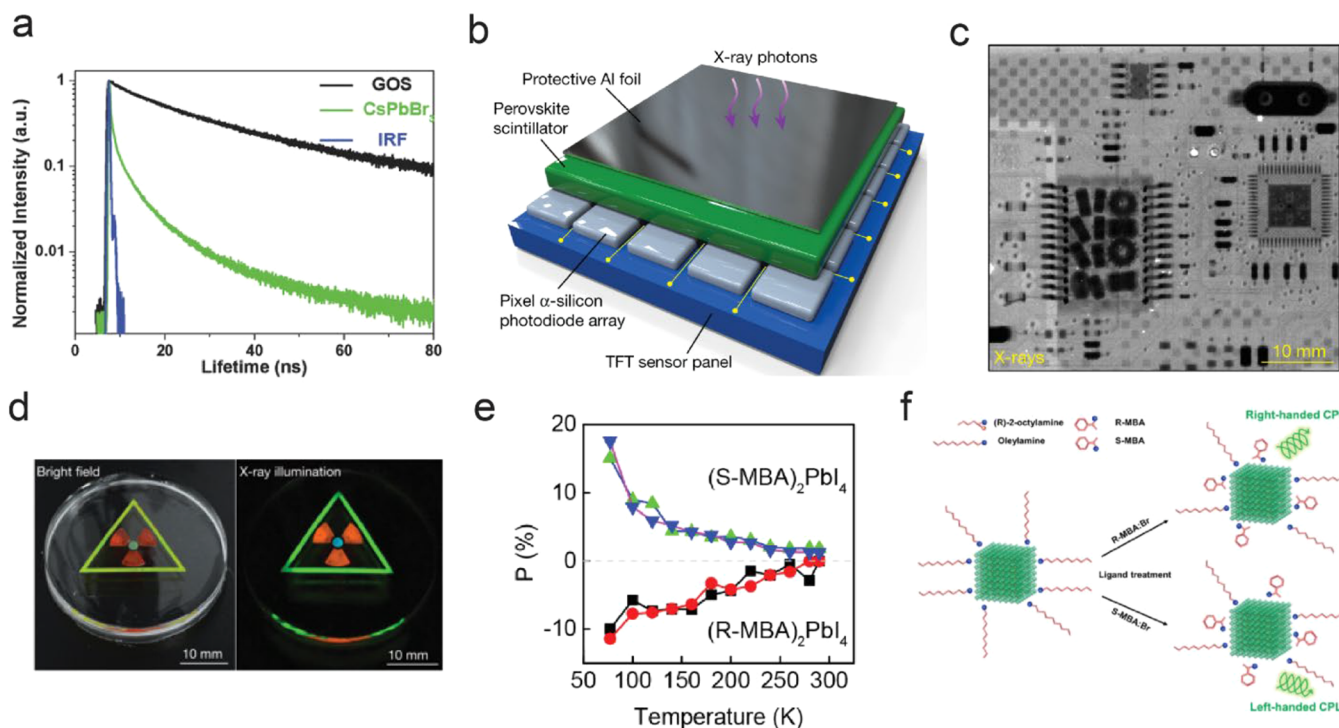 a
1
0.1
0.01
Normalized Intensity (a.u.)
GOS
CsPbBr3
IRF
0
20
40
60
80
Lifetime (ns)
b
X-ray photons
Protective Al foil
Perovskite
scintillator
Pixel α-silicon
photodiode array
TFT sensor panel
c
X-rays
10 mm
d
Bright field
10 mm
X-ray illumination
10 mm
e
20
10
0
-10
P (%)
(S-MBA)2PbI4
(R-MBA)2PbI4
50
100
150
200
250
300
Temperature (K)
f
(R)-2-octylamine
R-MBA
Oleylamine
S-MBA
Right-handed CPL
R-MBA:Br
Ligand treatment
S-MBA:Br
Left-handed CPL